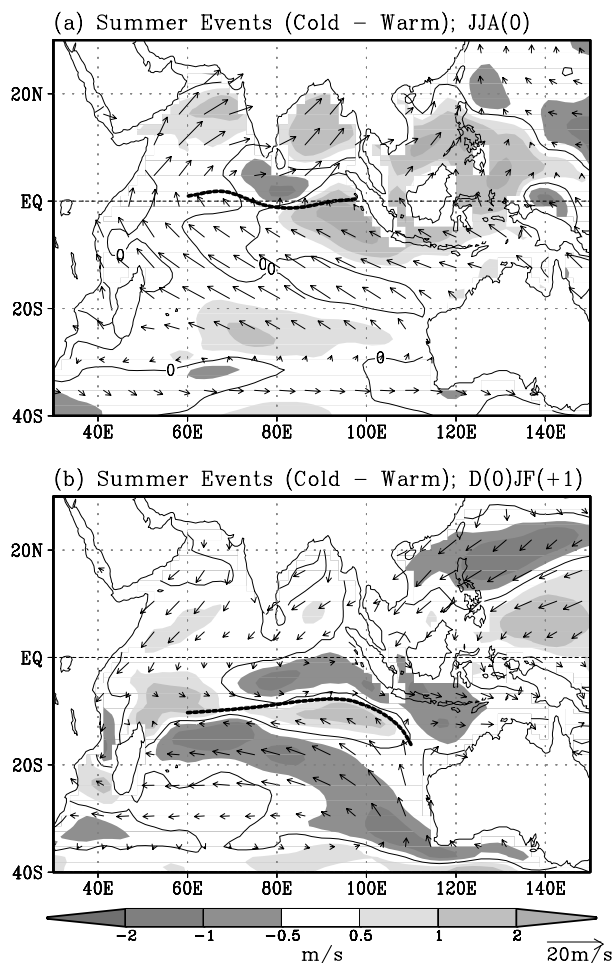 (a) Summer Events (Cold − Warm); JJA(0)
20N
EQ
0
00
20S
0
0
40S
40E 60E 80E 100E 120E 140E
(b) Summer Events (Cold − Warm); D(0)JF(+1)
20N
EQ
20S
40S
40E 60E 80E 100E 120E 140E
−2 −1 −0.5 0.5 1 2
m/s 20m/s